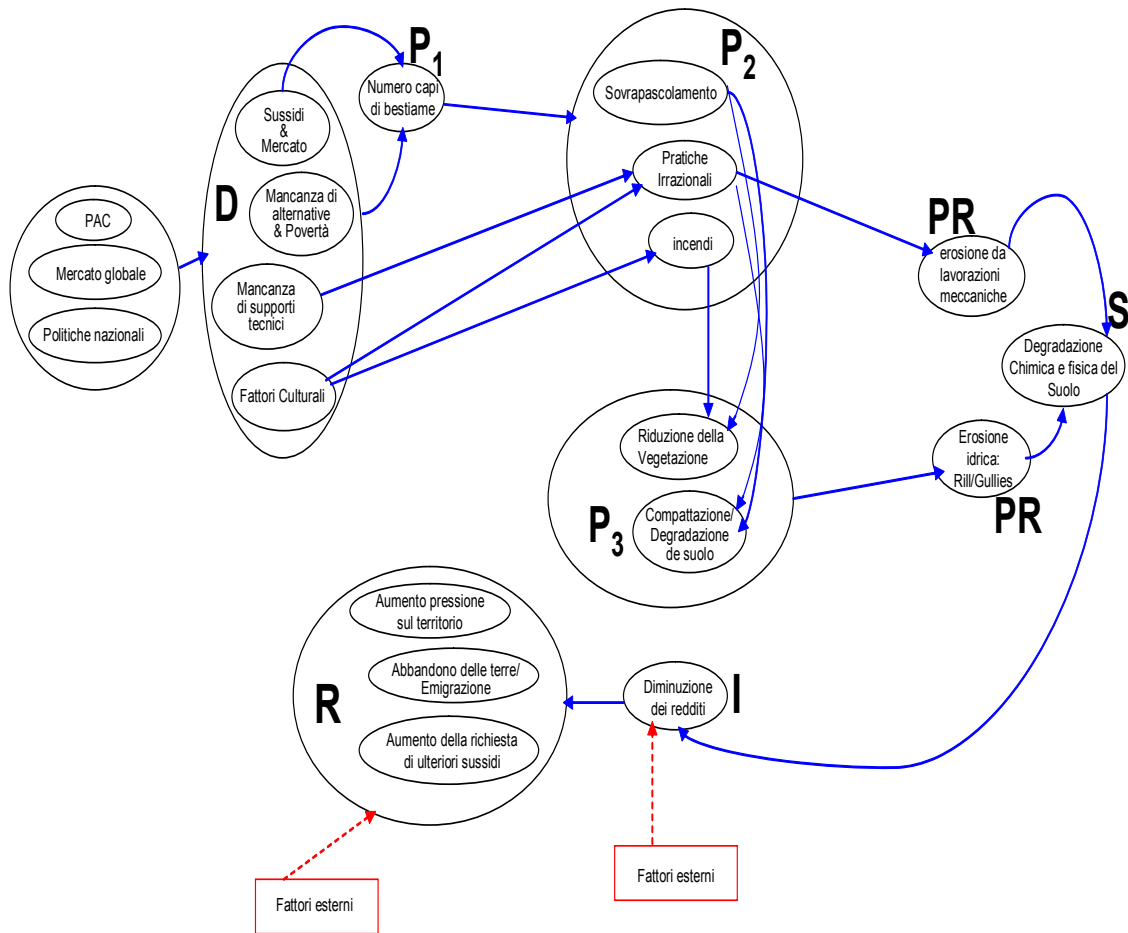 PAC
Mercato globale
Politiche nazionali
D
Sussidi
&
Mercato
Mancanza di
alternative
& Povertà
Mancanza
di supporti
tecnici
Fattori Culturali
P1
Numero capi
di bestiame
P2
Sovrapascolamento
Pratiche
Irrazionali
incendi
PR
erosione da
lavorazioni
meccaniche
S
Degradazione
Chimica e fisica del
Suolo
Erosione
idrica:
Rill/Gullies
PR
P3
Riduzione della
Vegetazione
Compattazione/
Degradazione
de suolo
R
Aumento pressione
sul territorio
Abbandono delle terre/
Emigrazione
Aumento della richiesta
di ulteriori sussidi
I
Diminuzione
dei redditi
Fattori esterni
Fattori esterni